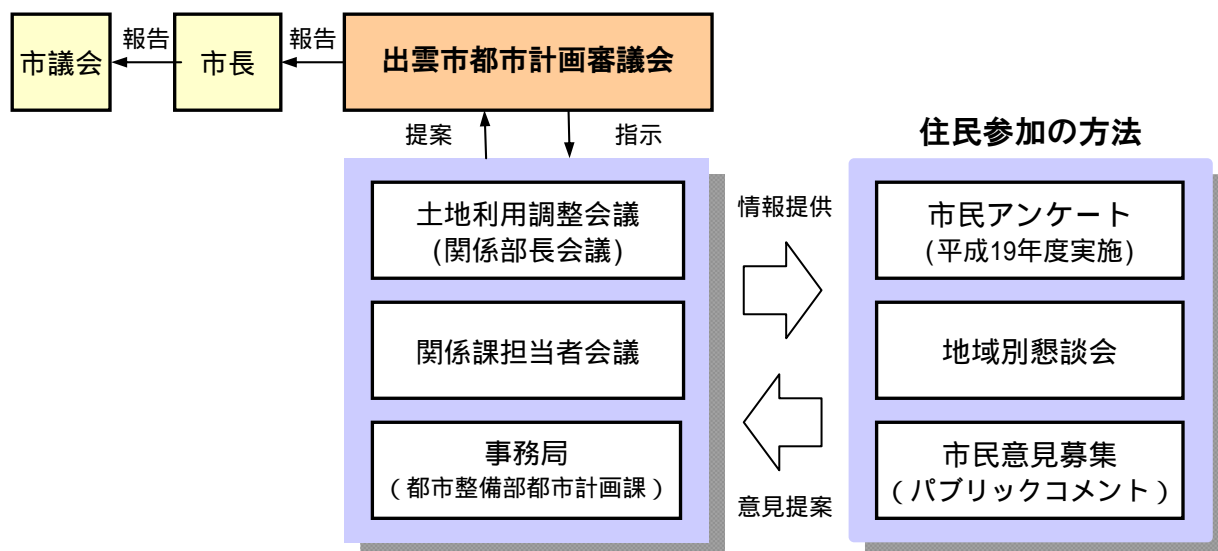 市議会
報告
市長
報告
出雲市都市計画審議会
提案
指示
土地利用調整会議
(関係部長会議)
関係課担当者会議
事務局
(都市整備部都市計画課)
情報提供
意見提案
住民参加の方法
市民アンケート
(平成19年度実施)
地域別懇談会
市民意見募集
(パブリックコメント)